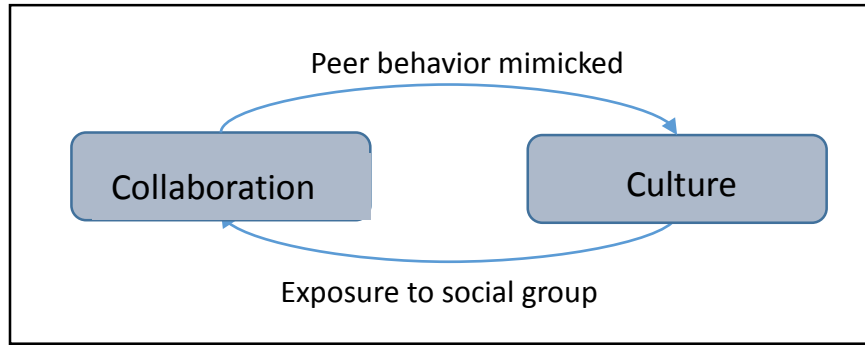 Peer behavior mimicked
Collaboration
Culture
Exposure to social group